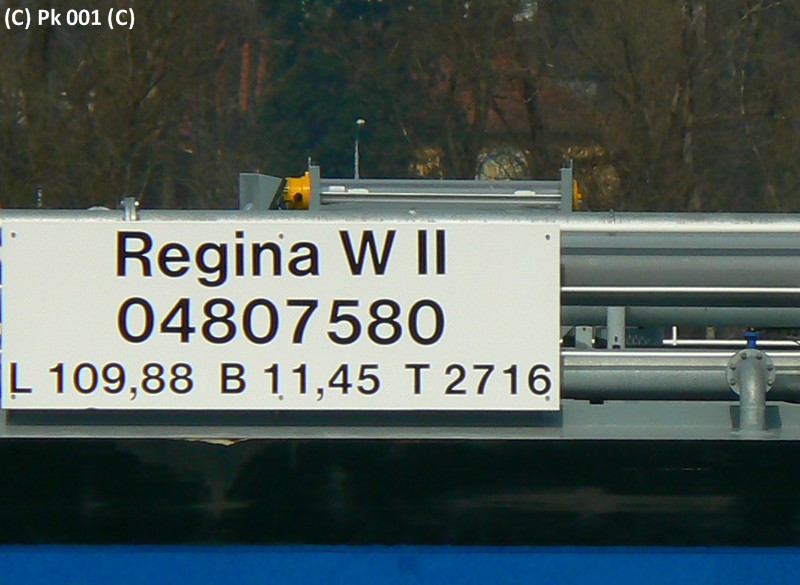 (C) Pk 001 (C)
Regina W II
04807580
L 109,88 B 11,45 T 2716